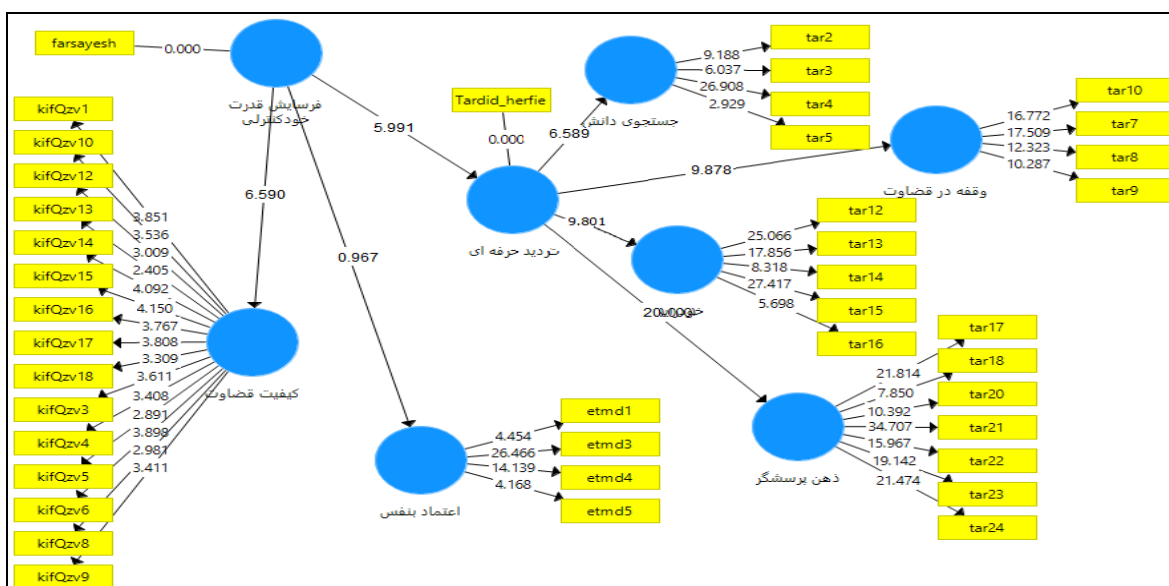 farsayesh
0.000
فرسایش قدرت
خودکنترلی
kifQzv1
kifQzv10
kifQzv12
kifQzv13
kifQzv14
kifQzv15
kifQzv16
kifQzv17
kifQzv18
kifQzv3
kifQzv4
kifQzv5
kifQzv6
kifQzv8
kifQzv9
3.851
3.536
3.009
2.405
4.092
4.150
3.767
3.808
3.309
3.611
3.408
2.891
3.898
2.981
3.411
کیفیت قضاوت
6.590
0.967
5.991
Tardid_herfie
0.000
تردید حرفه ای
6.589
9.878
9.801
جستجوی دانش
9.188
6.037
26.908
2.929
tar2
tar3
tar4
tar5
وقفه در قضاوت
16.772
17.509
12.323
10.287
tar10
tar7
tar8
tar9
25.066
17.856
8.318
27.417
5.698
tar12
tar13
tar14
tar15
tar16
ذهن پرسشگر
21.814
7.850
10.392
34.707
15.967
19.142
21.474
tar17
tar18
tar20
tar21
tar22
tar23
tar24
اعتماد بنفس
4.454
26.466
14.139
4.168
etmd1
etmd3
etmd4
etmd5